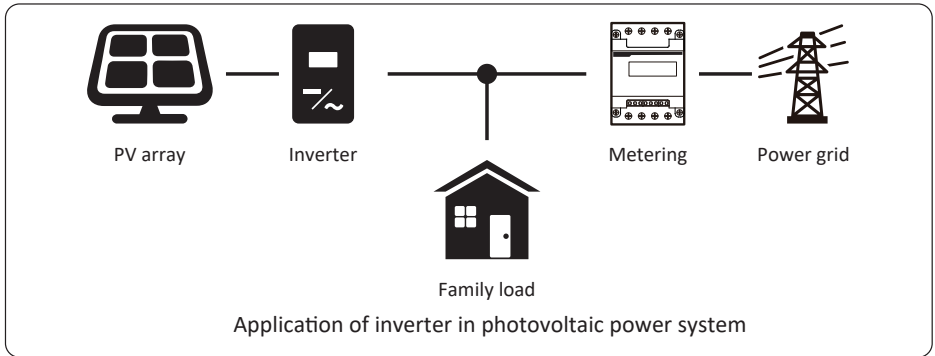 PV array
Inverter
Metering
Power grid
Family load
Application of inverter in photovoltaic power system